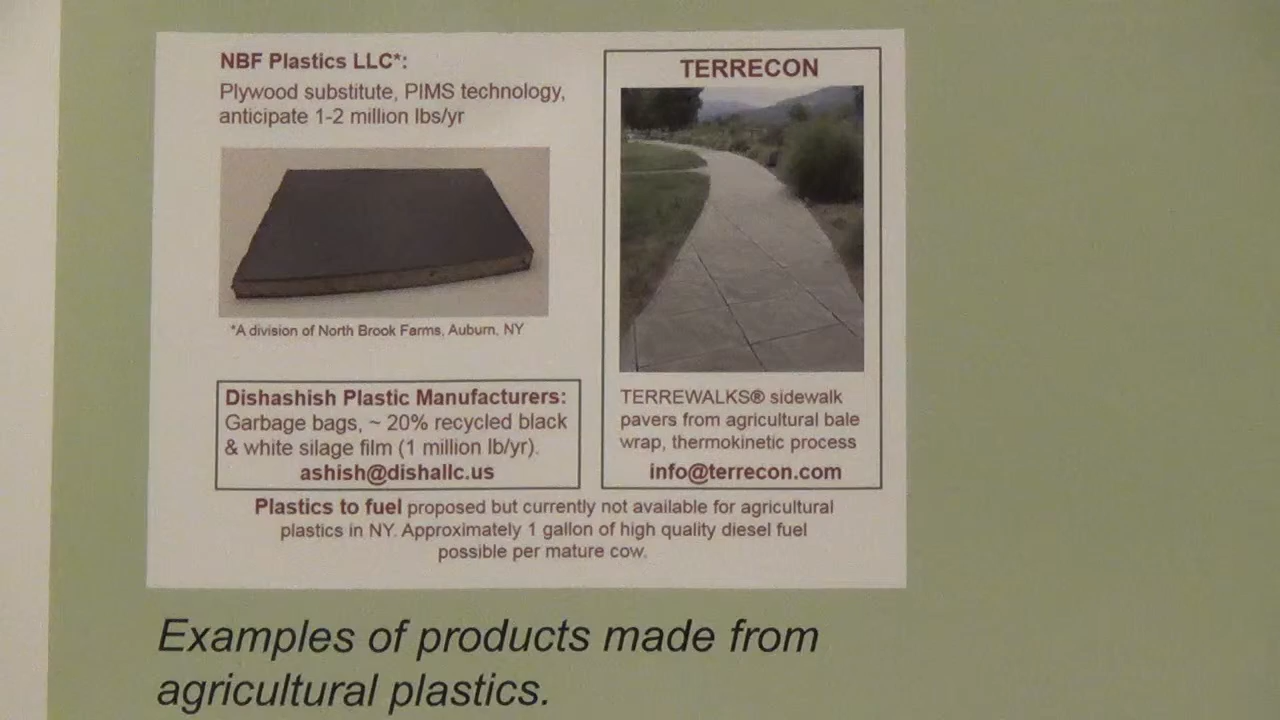 NBF Plastics LLC*:
Plywood substitute, PIMS technology,
anticipate 1-2 million lbs/yr
*A division of North Brook Farms, Auburn, NY
Dishashish Plastic Manufacturers:
Garbage bags, ~ 20% recycled black
& white silage film (1 million lb/yr).
ashish@dishallc.us
TERRECON
TERREWALKS® sidewalk
pavers from agricultural bale
wrap, thermokinetic process
info@terrecon.com
Plastics to fuel proposed but currently not available for agricultural
plastics in NY. Approximately 1 gallon of high quality diesel fuel
possible per mature cow.
Examples of products made from
agricultural plastics.